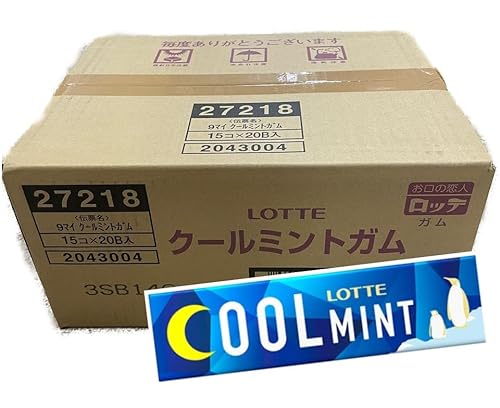 毎度ありがとうございます
27218
〈伝票名〉
9マイ クールミントガム
15コ×20B入
2043004
27218
〈伝票名〉
9マイ クールミントガム
15コ×20B入
2043004
LOTTE
クールミントガム
お口の恋人
ロッテ
ガム
3SB
LOTTE
COOL MINT